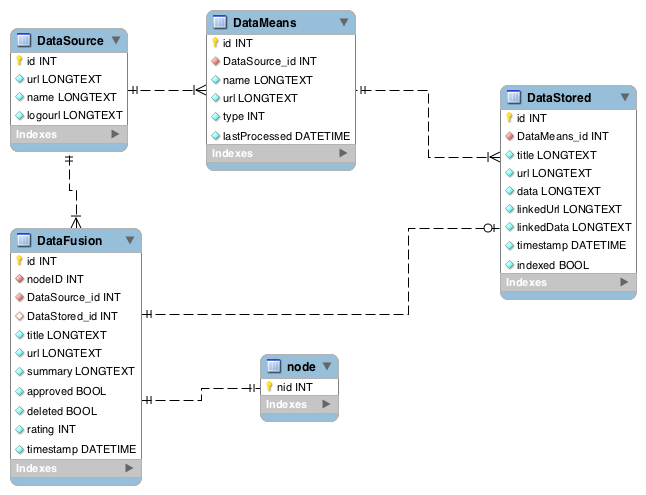 DataSource
id INT
url LONGTEXT
name LONGTEXT
logourl LONGTEXT
Indexes
DataMeans
id INT
DataSource_id INT
name LONGTEXT
url LONGTEXT
type INT
lastProcessed DATETIME
Indexes
DataStored
id INT
DataMeans_id INT
title LONGTEXT
url LONGTEXT
data LONGTEXT
linkedUrl LONGTEXT
linkedData LONGTEXT
timestamp DATETIME
indexed BOOL
Indexes
DataFusion
id INT
nodeID INT
DataSource_id INT
DataStored_id INT
title LONGTEXT
url LONGTEXT
summary LONGTEXT
approved BOOL
deleted BOOL
rating INT
timestamp DATETIME
Indexes
node
nid INT
Indexes